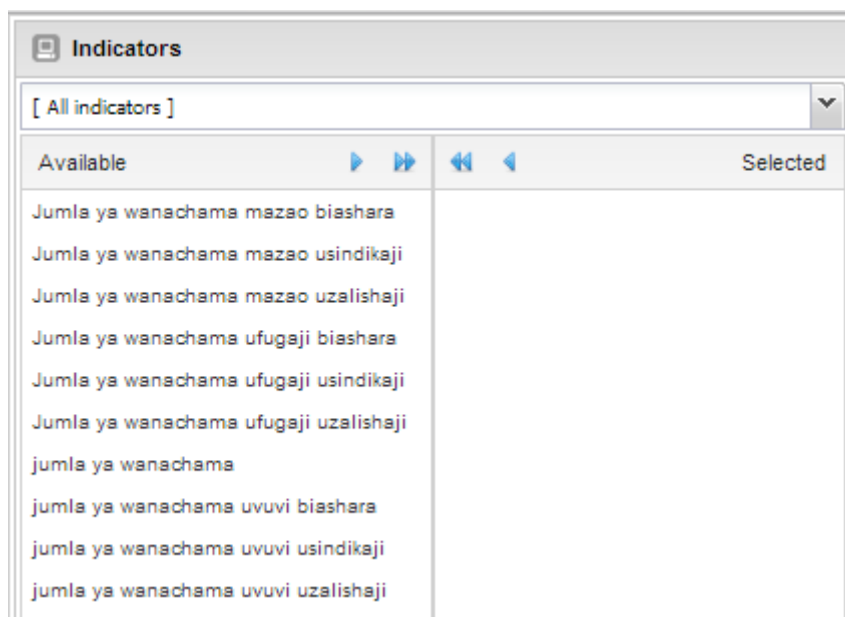 Indicators
[ All indicators ]
Available Selected
Jumla ya wanachama mazao biashara
Jumla ya wanachama mazao usindikaji
Jumla ya wanachama mazao uzalishaji
Jumla ya wanachama ufugaji biashara
Jumla ya wanachama ufugaji usindikaji
Jumla ya wanachama ufugaji uzalishaji
jumla ya wanachama
jumla ya wanachama uvuvi biashara
jumla ya wanachama uvuvi usindikaji
jumla ya wanachama uvuvi uzalishaji